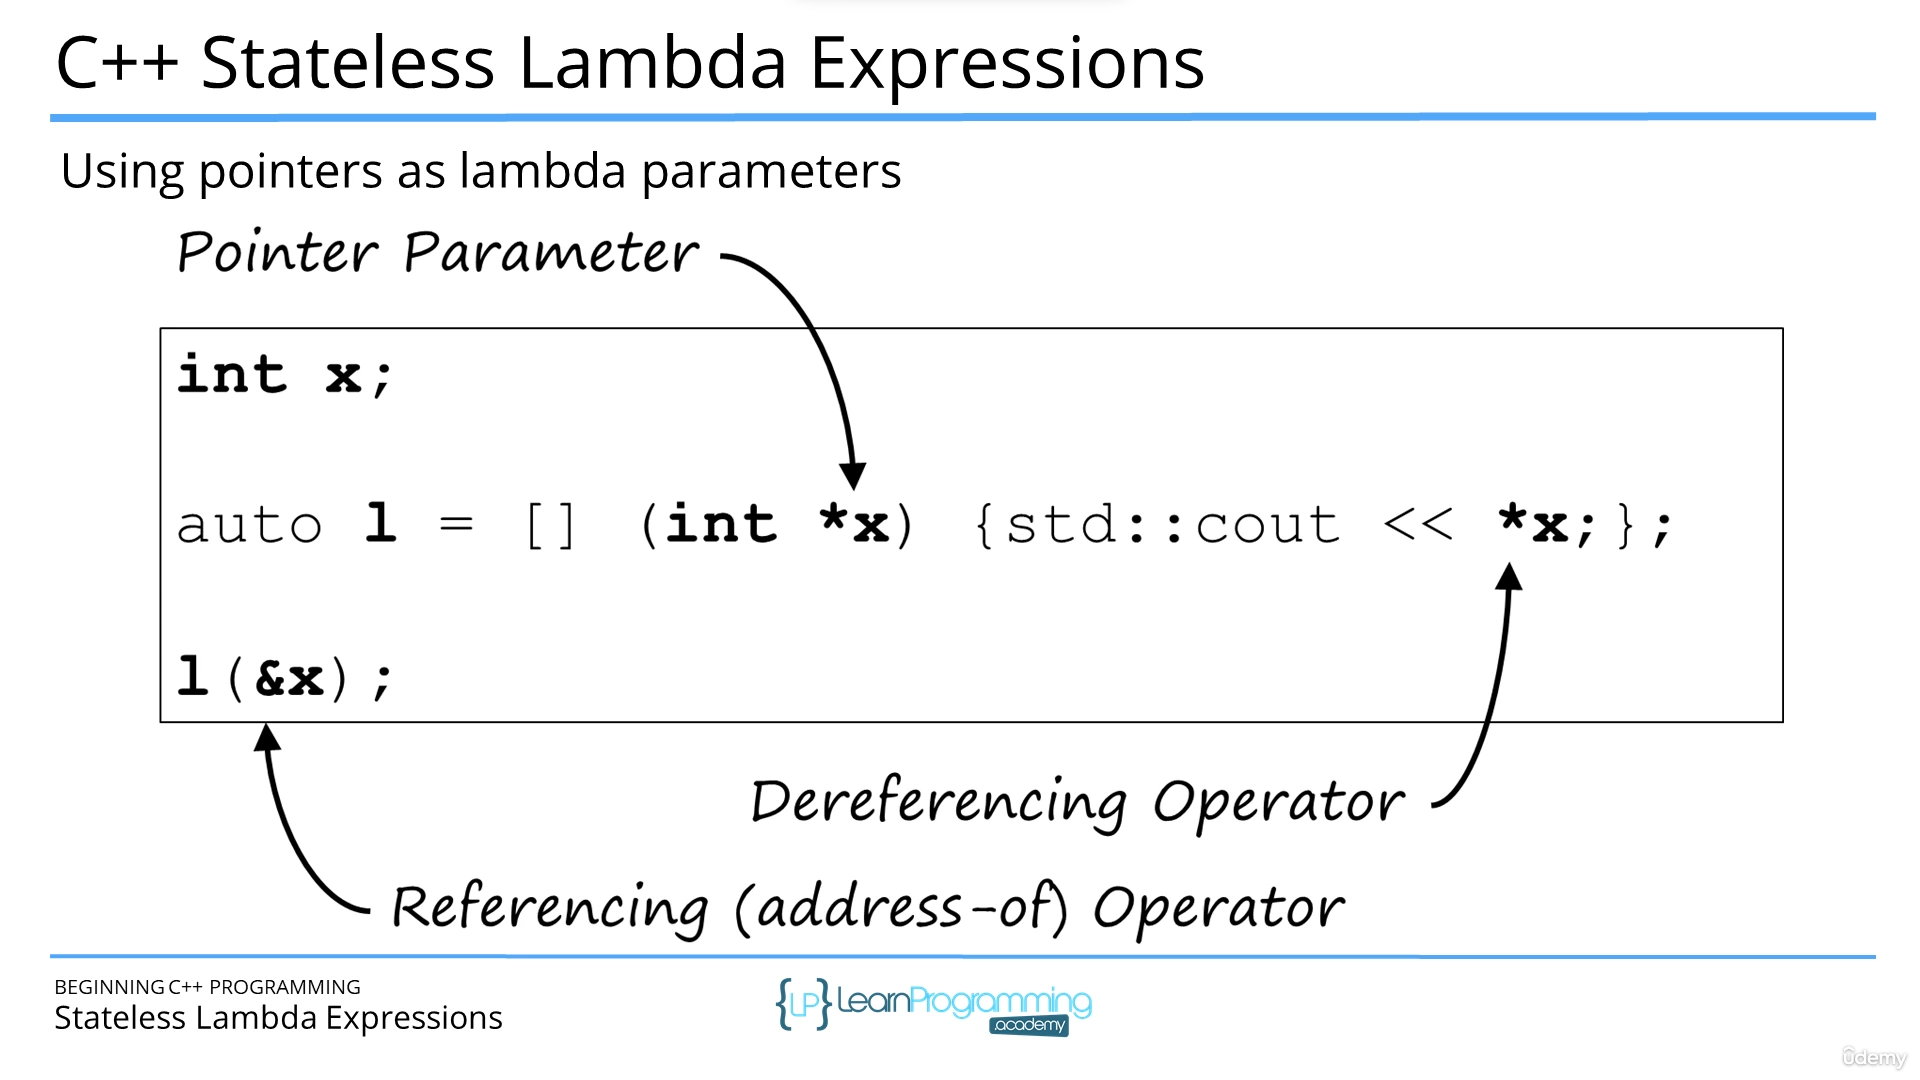 C++ Stateless Lambda Expressions
Using pointers as lambda parameters
Pointer Parameter
int x;
auto l = [] (int *x) {std::cout << *x;};
l(&x);
Dereferencing Operator
Referencing (address-of) Operator
BEGINNING C++ PROGRAMMING
Stateless Lambda Expressions
{LP} LearnProgramming
academy
ûdemy